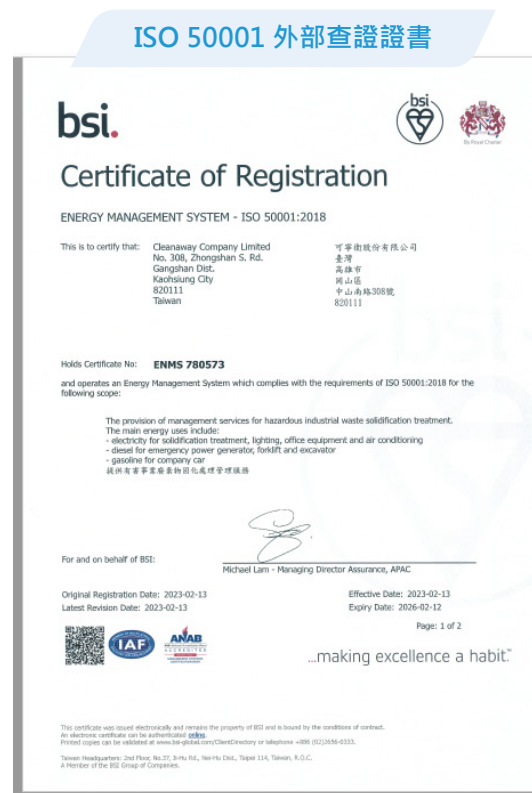 ISO 50001 外部查證證書
bsi.
bsi
By Royal Charter
Certificate of Registration
ENERGY MANAGEMENT SYSTEM - ISO 50001:2018
This is to certify that:
Cleanaway Company Limited
No. 308, Zhongshan S. Rd.
Gangshan Dist.
Kaohsiung City
820111
Taiwan
可寧衛股份有限公司
臺灣
高雄市
岡山區
中山南路308號
820111
Holds Certificate No: ENMS 780573
and operates an Energy Management System which complies with the requirements of ISO 50001:2018 for the
following scope:
The provision of management services for hazardous industrial waste solidification treatment.
The main energy uses include:
- electricity for solidification treatment, lighting, office equipment and air conditioning
- diesel for emergency power generator, forklift and excavator
- gasoline for company car
提供有害事業廢棄物固化處理管理服務
For and on behalf of BSI:
Michael Lam - Managing Director Assurance, APAC
Original Registration Date: 2023-02-13
Effective Date: 2023-02-13
Latest Revision Date: 2023-02-13
Expiry Date: 2026-02-12
Page: 1 of 2
IAF
ANAB
ACCREDITED
...making excellence a habit.™
This certificate was issued electronically and remains the property of BSI and is bound by the conditions of contract.
An electronic certificate can be authenticated online.
Printed copies can be validated at www.bsi-global.com/ClientDirectory or telephone +886 (02)2656-0333.
Taiwan Headquarters: 2nd Floor, No.37, Ji-Hu Rd., Nei-Hu Dist., Taipei 114, Taiwan, R.O.C.
A Member of the BSI Group of Companies.